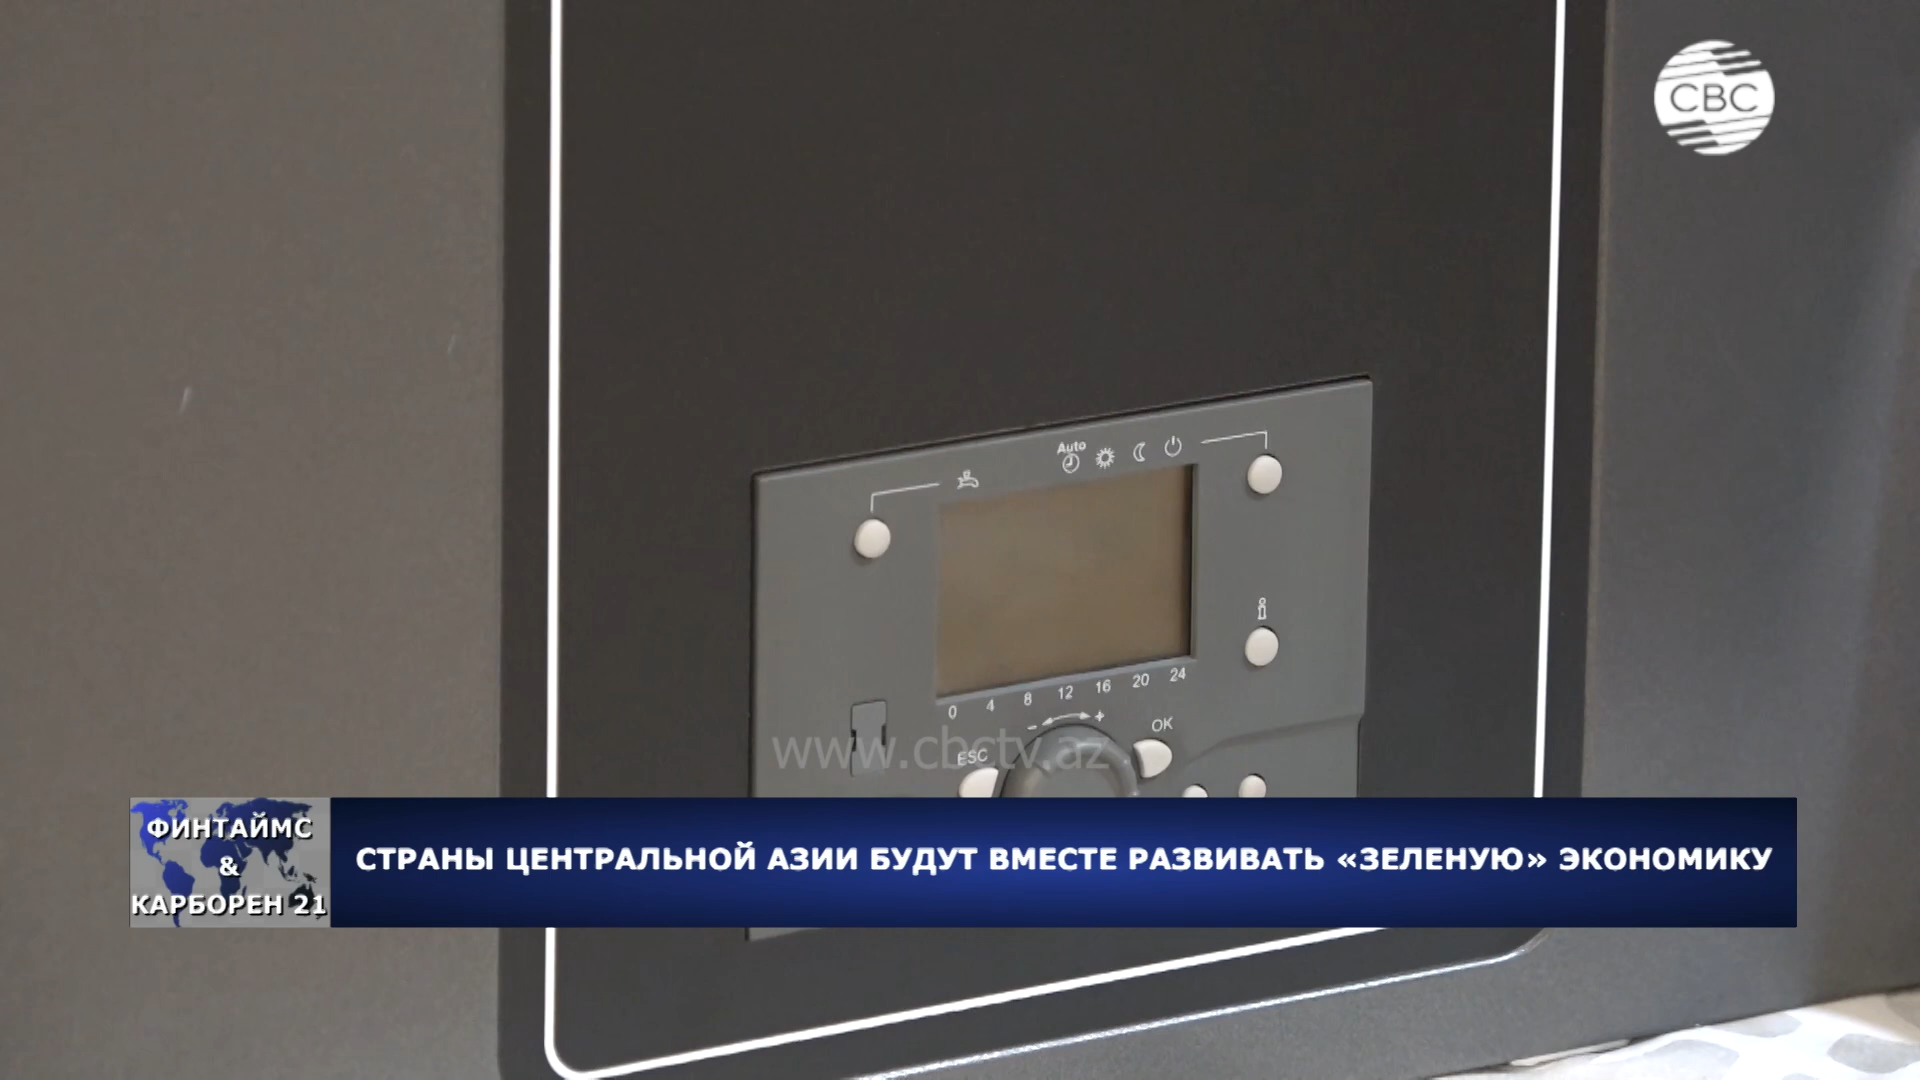 CBC
Auto
0 4 8 12 16 20 24
- +
OK
ESC
www.cbctv.az
ФИНТАЙМС
&
КАРБОРЕН 21
СТРАНЫ ЦЕНТРАЛЬНОЙ АЗИИ БУДУТ ВМЕСТЕ РАЗВИВАТЬ «ЗЕЛЕНУЮ» ЭКОНОМИКУ